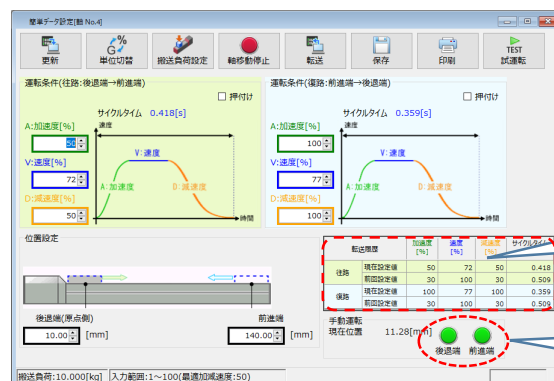 簡単データ設定[軸 No.4]
更新 単位切替 搬送負荷設定 軸移動停止 転送 保存 印刷 TEST 試運転
運転条件(往路:後退端→前進端)
押付け
サイクルタイム 0.418[s]
A:加速度[%]
50
V:速度[%]
72
D:減速度[%]
50
速度
V:速度
A:加速度
D:減速度
時間
運転条件(復路:前進端→後退端)
押付け
サイクルタイム 0.359[s]
A:加速度[%]
100
V:速度[%]
77
D:減速度[%]
100
速度
V:速度
A:加速度
D:減速度
時間
位置設定
後退端(原点側)
10.00 [mm]
前進端
140.00 [mm]
転送履歴 加速度[%] 速度[%] 減速度[%] サイクルタイム
往路 現在設定値 50 72 50 0.418
前回設定値 30 100 30 0.509
復路 現在設定値 100 77 100 0.359
前回設定値 30 100 30 0.509
手動運転
現在位置 11.28[mm]
後退端 前進端
搬送負荷:10.000[kg] 入力範囲:1~100(最適加減速度:50)